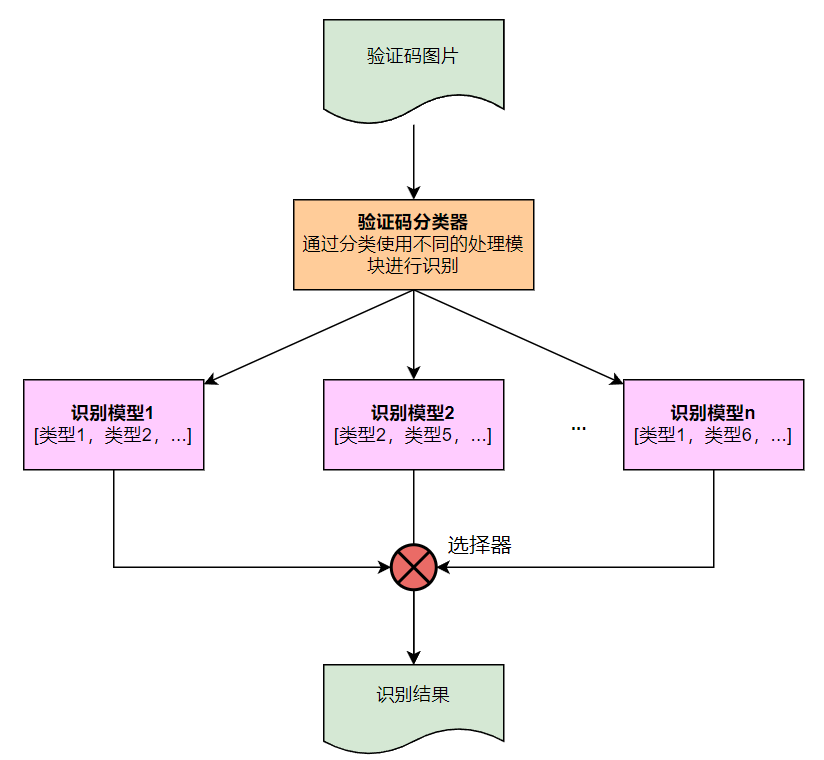 验证码图片
验证码分类器
通过分类使用不同的处理模
块进行识别
识别模型1
[类型1，类型2，...]
识别模型2
[类型2，类型5，...]
...
识别模型n
[类型1，类型6，...]
选择器
识别结果